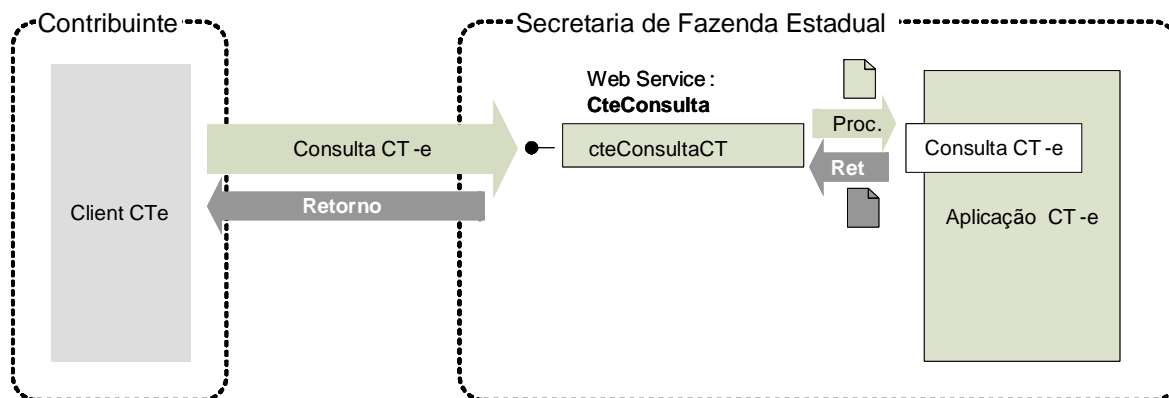 Contribuinte
Secretaria de Fazenda Estadual
Web Service :
CteConsulta
Proc.
Consulta CT -e
cteConsultaCT
Consulta CT -e
Ret
Retorno
Client CTe
Aplicação CT -e